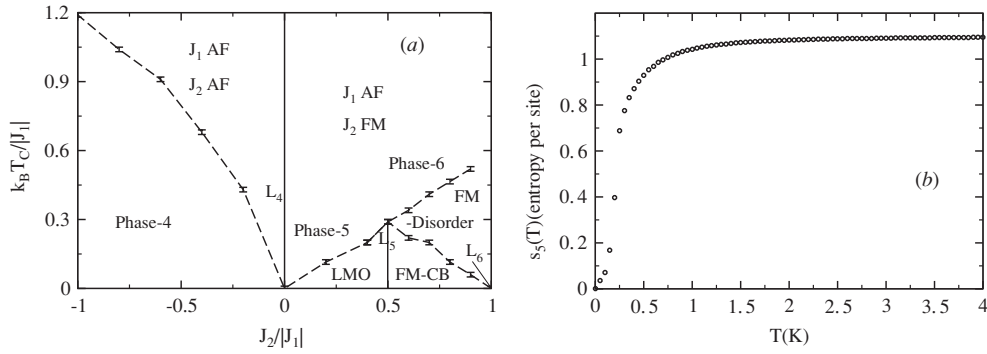 1.2
0.9
0.6
0.3
0
k_B T_C/|J_1|
(a)
J_1 AF
J_2 AF
J_1 AF
J_2 FM
Phase-6
FM
L_4
Phase-4
Phase-5
-Disorder
L_5
L_6
LMO
FM-CB
-1
-0.5
0
0.5
1
J_2/|J_1|
1
0.8
0.6
0.4
0.2
0
s_5(T)(entropy per site)
(b)
0
0.5
1
1.5
2
2.5
3
3.5
4
T(K)